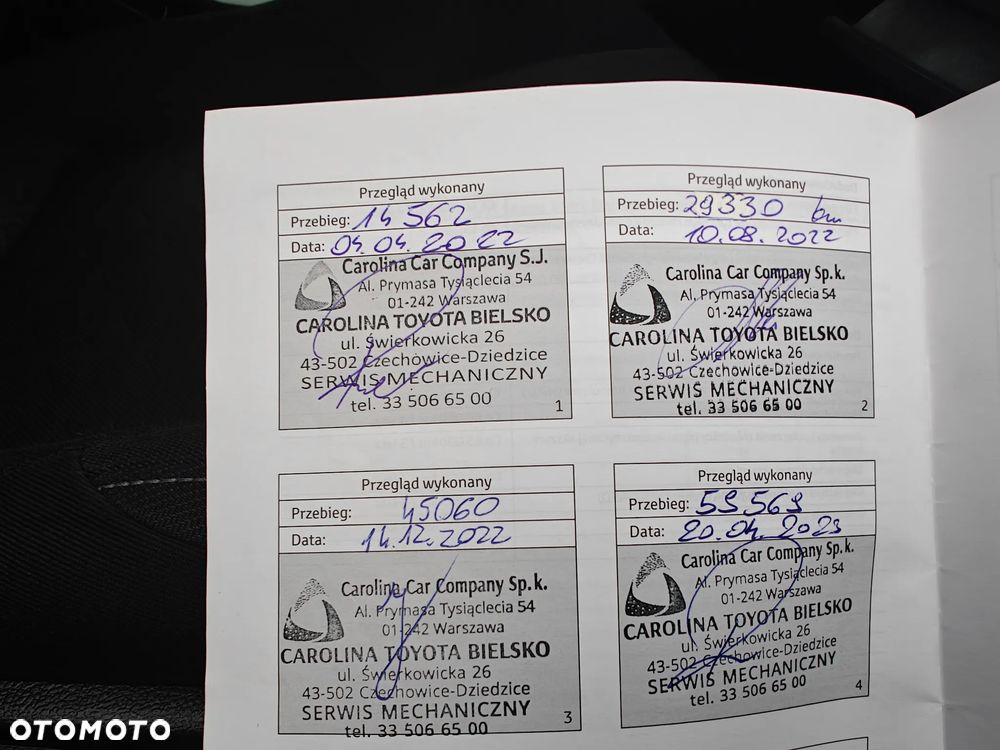 Przegląd wykonany
Przebieg: 14 562
Data: 04.04.2022
Carolina Car Company S.J.
Al. Prymasa Tysiąclecia 54
01-242 Warszawa
CAROLINA TOYOTA BIELSKO
ul. Świerkowicka 26
43-502 Czechowice-Dziedzice
SERWIS MECHANICZNY
tel. 33 506 65 00
1
Przegląd wykonany
Przebieg: 29330 km
Data: 10.08.2022
Carolina Car Company Sp.k.
Al. Prymasa Tysiąclecia 54
01-242 Warszawa
CAROLINA TOYOTA BIELSKO
ul. Świerkowicka 26
43-502 Czechowice-Dziedzice
SERWIS MECHANICZNY
tel. 33 506 65 00
2
Przegląd wykonany
Przebieg: 45060
Data: 14.12.2022
Carolina Car Company Sp.k.
Al. Prymasa Tysiąclecia 54
01-242 Warszawa
CAROLINA TOYOTA BIELSKO
ul. Świerkowicka 26
43-502 Czechowice-Dziedzice
SERWIS MECHANICZNY
tel. 33 506 65 00
3
Przegląd wykonany
Przebieg: 59569
Data: 20.04.2023
Carolina Car Company Sp.k.
Al. Prymasa Tysiąclecia 54
01-242 Warszawa
CAROLINA TOYOTA BIELSKO
ul. Świerkowicka 26
43-502 Czechowice-Dziedzice
SERWIS MECHANICZNY
tel. 33 506 65 00
4
OTOMOTO